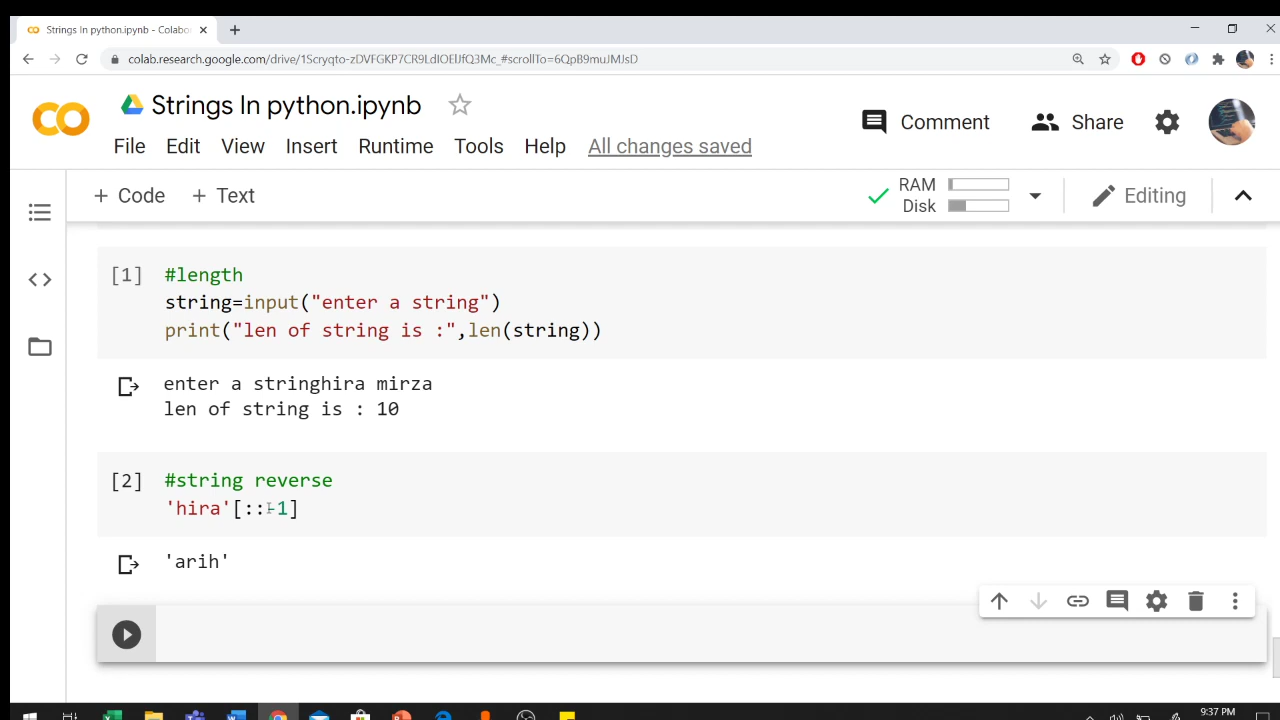 Strings In python.ipynb - Colabo
colab.research.google.com/drive/1Scryqto-zDVFGKP7CR9LdIOElJfQ3Mc_#scrollTo=6QpB9muJMJsD
Strings In python.ipynb
File Edit View Insert Runtime Tools Help All changes saved
Comment Share
+ Code + Text
RAM
Disk
Editing
[1] #length
string=input("enter a string")
print("len of string is :",len(string))
enter a stringhira mirza
len of string is : 10
[2] #string reverse
'hira'[::-1]
'arih'
9:37 PM